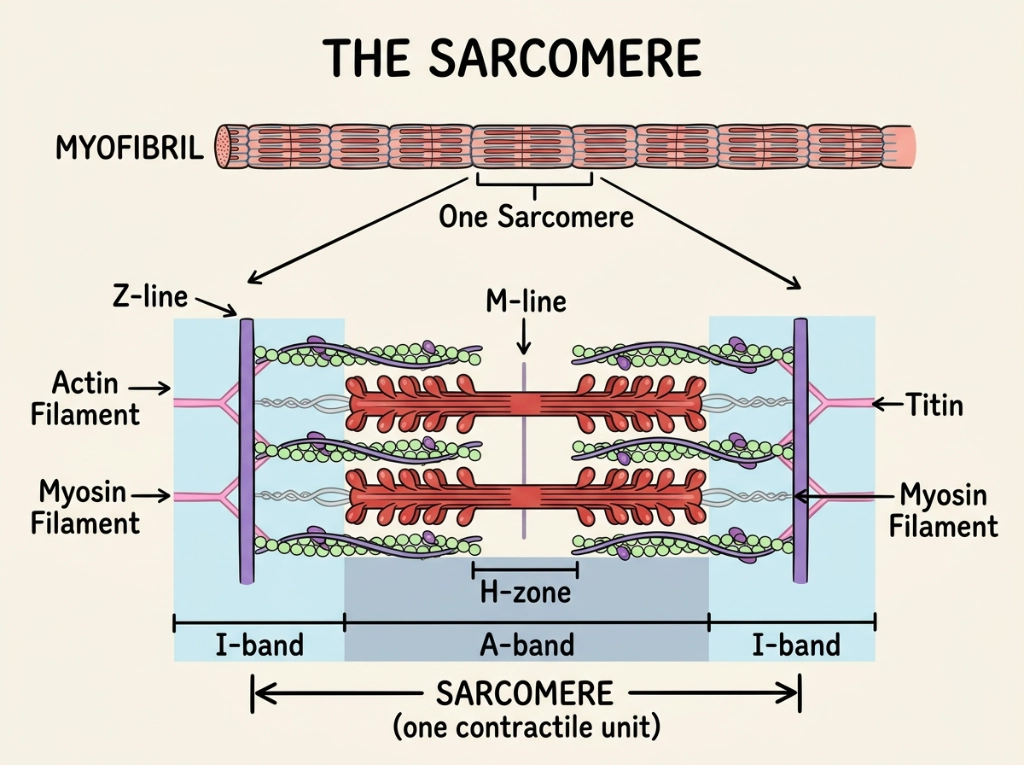 THE SARCOMERE
MYOFIBRIL
One Sarcomere
Z-line
M-line
Actin
Filament
Titin
Myosin
Filament
Myosin
Filament
H-zone
I-band
A-band
I-band
SARCOMERE
(one contractile unit)